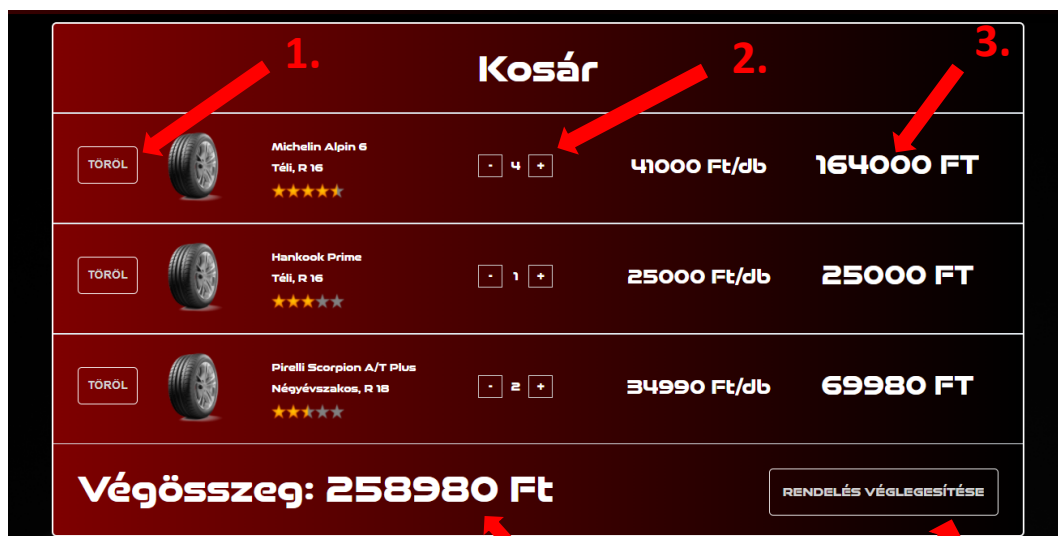 1.
2.
3.
Kosár
TÖRÖL
Michelin Alpin 6
Téli, R 16
- 4 +
41000 Ft/db
164000 FT
TÖRÖL
Hankook Prime
Téli, R 16
- 1 +
25000 Ft/db
25000 FT
TÖRÖL
Pirelli Scorpion A/T Plus
Négyévszakos, R 18
- 2 +
34990 Ft/db
69980 FT
Végösszeg: 258980 Ft
RENDELÉS VÉGLEGESÍTÉSE